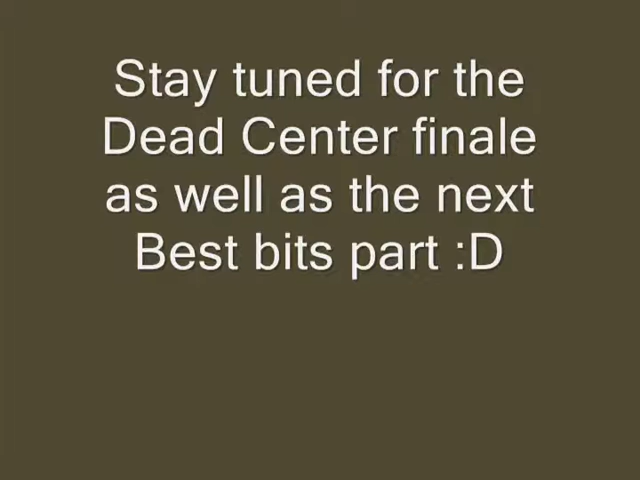 Stay tuned for the
Dead Center finale
as well as the next
Best bits part :D